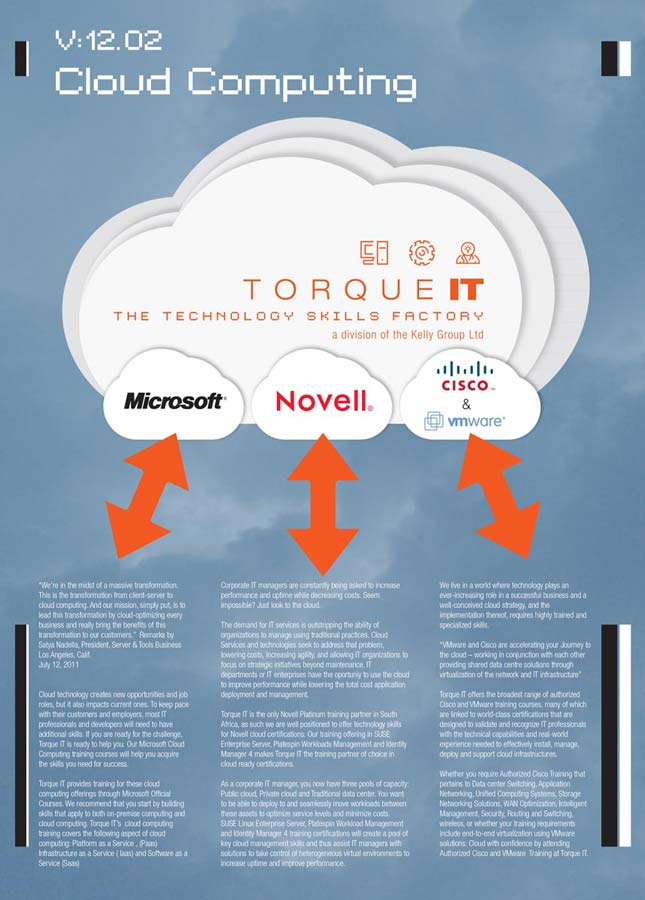 V:12.02
Cloud Computing
TORQUE IT
THE TECHNOLOGY SKILLS FACTORY
a division of the Kelly Group Ltd
Microsoft®
Novell®
CISCO™
&
vmware®
"We're in the midst of a massive transformation.
This is the transformation from client-server to
cloud computing. And our mission, simply put, is to
lead this transformation by cloud-optimizing every
business and really bring the benefits of this
transformation to our customers." Remarks by
Satya Nadella, President, Server & Tools Business
Los Angeles, Calif.
July 12, 2011
Cloud technology creates new opportunities and job
roles, but it also impacts current ones. To keep pace
with their customers and employers, most IT
professionals and developers will need to have
additional skills. If you are ready for the challenge,
Torque IT is ready to help you. Our Microsoft Cloud
Computing training courses will help you acquire
the skills you need for success.
Torque IT provides training for these cloud
computing offerings through Microsoft Official
Courses. We recommend that you start by building
skills that apply to both on-premise computing and
cloud computing. Torque IT's cloud computing
training covers the following aspect of cloud
computing: Platform as a Service , (Paas)
Infrastructure as a Service ( Iaas) and Software as a
Service (Saas)
Corporate IT managers are constantly being asked to increase
performance and uptime while decreasing costs. Seem
impossible? Just look to the cloud.
The demand for IT services is outstripping the ability of
organizations to manage using traditional practices. Cloud
Services and technologies seek to address that problem,
lowering costs, increasing agility, and allowing IT organizations to
focus on strategic initiatives beyond maintenance. IT
departments or IT enterprises have the oportunity to use the cloud
to improve performance while lowering the total cost application
deployment and management.
Torque IT is the only Novell Platinum training partner in South
Africa, as such we are well positioned to offer technology skills
for Novell cloud certifications. Our training offering in SUSE
Enterprise Server, Platespin Workloads Management and Identity
Manager 4 makes Torque IT the training partner of choice in
cloud ready certifications.
As a corporate IT manager, you now have three pools of capacity:
Public cloud, Private cloud and Traditional data center. You want
to be able to deploy to and seamlessly move workloads between
these assets to optimize service levels and minimize costs.
SUSE Linux Enterprise Server, Platespin Workload Management
and Identity Manager 4 training certifications will create a pool of
key cloud management skills and thus assist IT managers with
solutions to take control of heterogeneous virtual environments to
increase uptime and improve performance.
We live in a world where technology plays an
ever-increasing role in a successful business and a
well-conceived cloud strategy, and the
implementation thereof, requires highly trained and
specialized skills.
"VMware and Cisco are accelerating your Journey to
the cloud – working in conjunction with each other
providing shared data centre solutions through
virtualization of the network and IT infrastructure"
Torque IT offers the broadest range of authorized
Cisco and VMware training courses, many of which
are linked to world-class certifications that are
designed to validate and recognize IT professionals
with the technical capabilities and real-world
experience needed to effectively install, manage,
deploy and support cloud infrastructures.
Whether you require Authorized Cisco Training that
pertains to Data center Switching, Application
Networking, Unified Computing Systems, Storage
Networking Solutions, WAN Optimization, Intelligent
Management, Security, Routing and Switching,
wireless, or whether your training requirements
include end-to-end virtualization using VMware
solutions: Cloud with confidence by attending
Authorized Cisco and VMware Training at Torque IT.